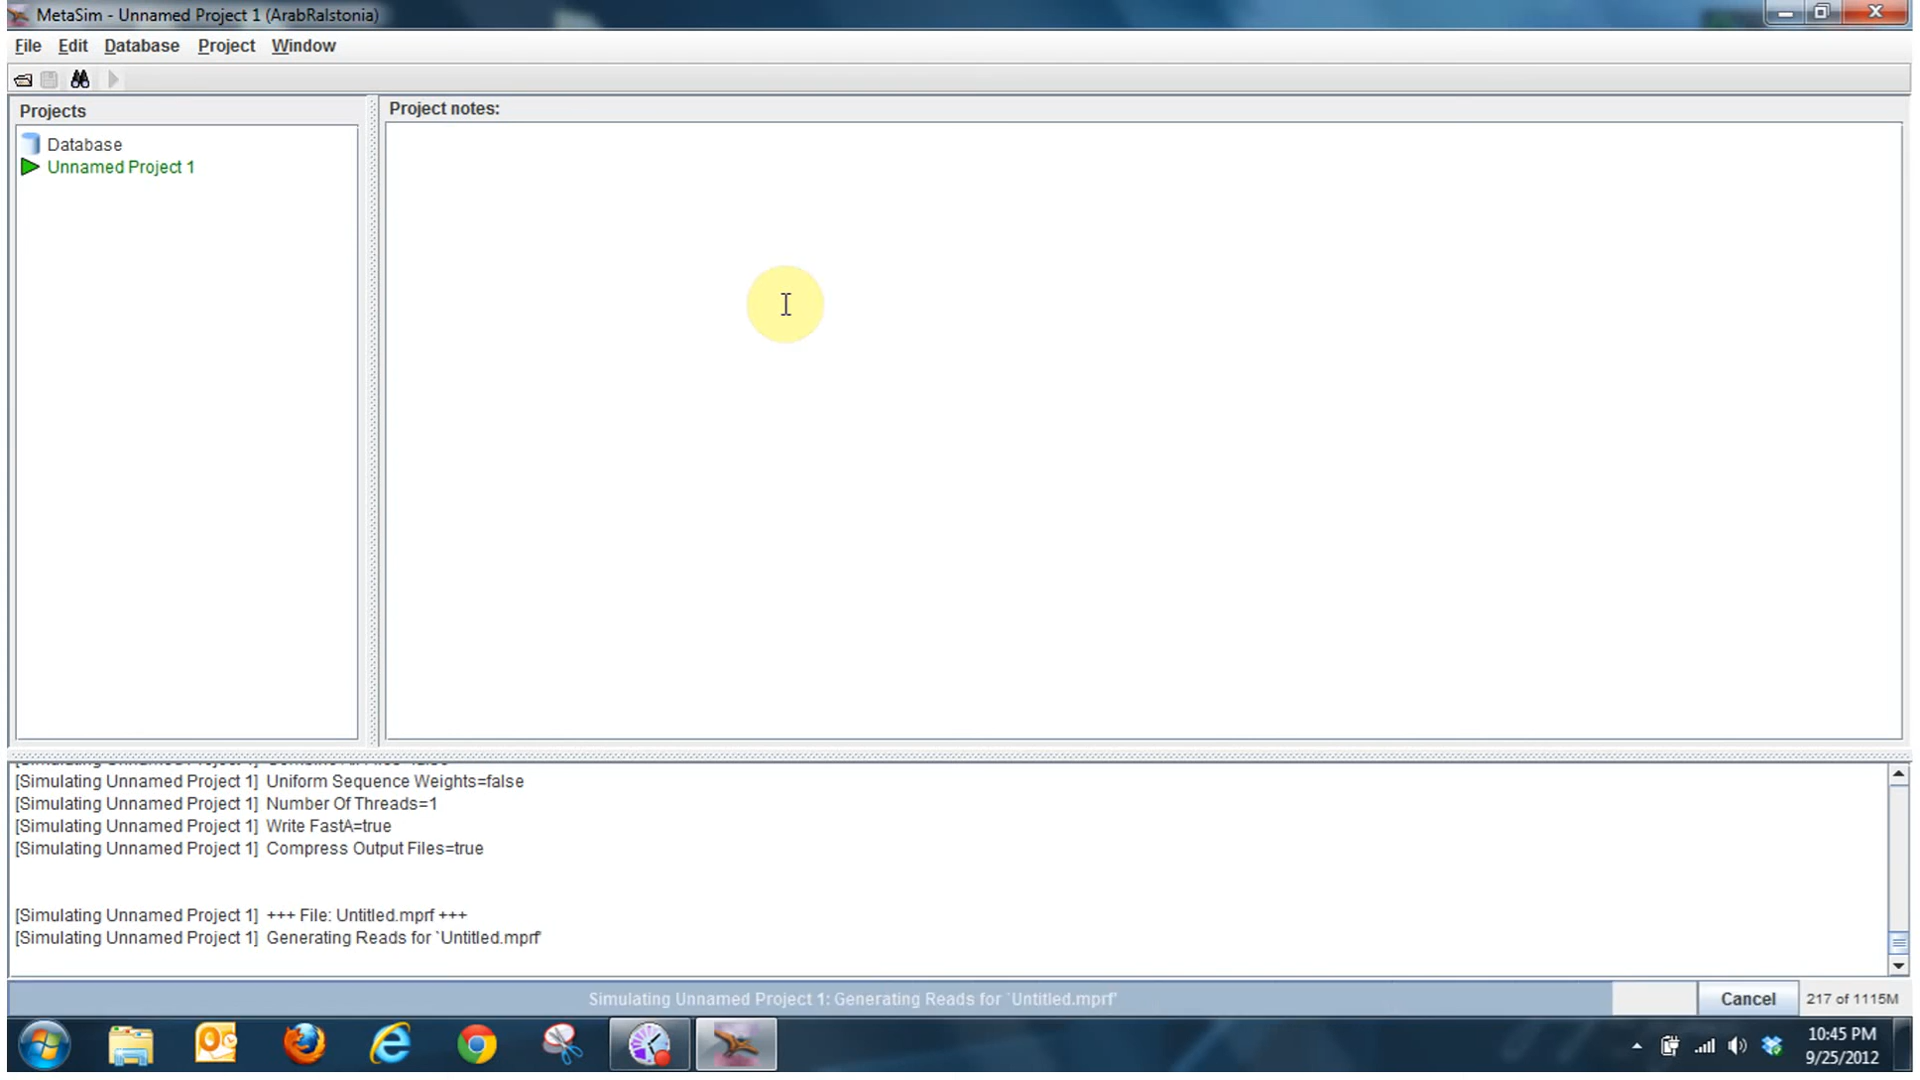 MetaSim - Unnamed Project 1 (ArabRalstonia)
File Edit Database Project Window
Projects
Project notes:
Database
Unnamed Project 1
[Simulating Unnamed Project 1] Uniform Sequence Weights=false
[Simulating Unnamed Project 1] Number Of Threads=1
[Simulating Unnamed Project 1] Write FastA=true
[Simulating Unnamed Project 1] Compress Output Files=true
[Simulating Unnamed Project 1] +++ File: Untitled.mprf +++
[Simulating Unnamed Project 1] Generating Reads for `Untitled.mprf'
Simulating Unnamed Project 1: Generating Reads for `Untitled.mprf'
Cancel
217 of 1115M
10:45 PM
9/25/2012